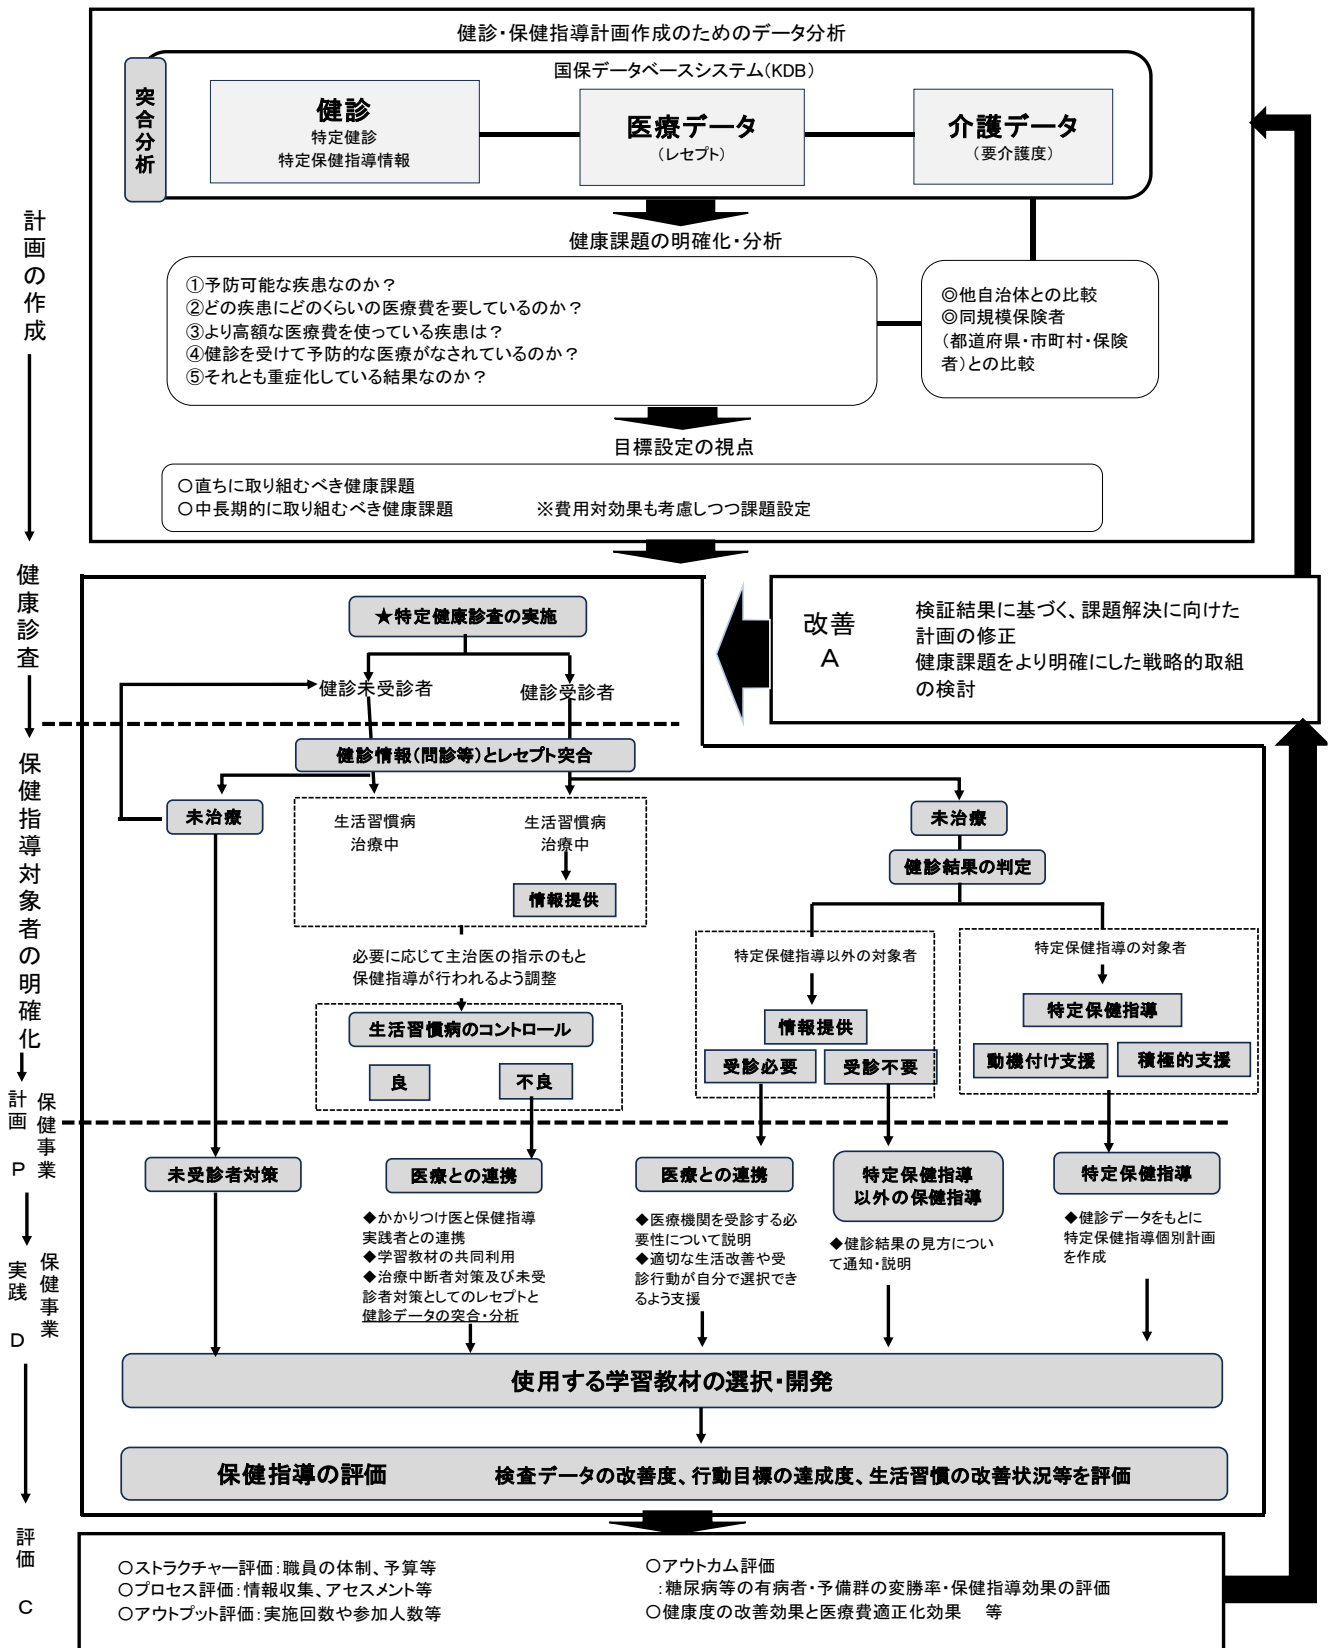 健診・保健指導計画作成のためのデータ分析
国保データベースシステム(KDB)
突合分析
健診
特定健診
特定保健指導情報
医療データ
(レセプト)
介護データ
(要介護度)
計画の作成
健康課題の明確化・分析
①予防可能な疾患なのか？
②どの疾患にどのくらいの医療費を要しているのか？
③より高額な医療費を使っている疾患は？
④健診を受けて予防的な医療がなされているのか？
⑤それとも重症化している結果なのか？
◎他自治体との比較
◎同規模保険者
(都道府県・市町村・保険
者)との比較
目標設定の視点
○直ちに取り組むべき健康課題
○中長期的に取り組むべき健康課題　※費用対効果も考慮しつつ課題設定
健康診査
★特定健康診査の実施
改善
A
検証結果に基づく、課題解決に向けた
計画の修正
健康課題をより明確にした戦略的取組
の検討
健診未受診者
健診受診者
保健指導対象者の明確化
健診情報(問診等)とレセプト突合
未治療
生活習慣病
治療中
生活習慣病
治療中
情報提供
未治療
健診結果の判定
必要に応じて主治医の指示のもと
保健指導が行われるよう調整
特定保健指導以外の対象者
特定保健指導の対象者
生活習慣病のコントロール
良
不良
情報提供
受診必要
受診不要
特定保健指導
動機付け支援
積極的支援
計画　P
保健事業
未受診者対策
医療との連携
医療との連携
特定保健指導
以外の保健指導
特定保健指導
実践　D
保健事業
◆かかりつけ医と保健指導
実践者との連携
◆学習教材の共同利用
◆治療中断者対策及び未受
診者対策としてのレセプトと
健診データの突合・分析
◆医療機関を受診する必
要性について説明
◆適切な生活改善や受
診行動が自分で選択でき
るよう支援
◆健診結果の見方につい
て通知・説明
◆健診データをもとに
特定保健指導個別計画
を作成
使用する学習教材の選択・開発
保健指導の評価　検査データの改善度、行動目標の達成度、生活習慣の改善状況等を評価
評価　C
○ストラクチャー評価：職員の体制、予算等
○プロセス評価：情報収集、アセスメント等
○アウトプット評価：実施回数や参加人数等
○アウトカム評価
：糖尿病等の有病者・予備群の変勝率・保健指導効果の評価
○健康度の改善効果と医療費適正化効果　等